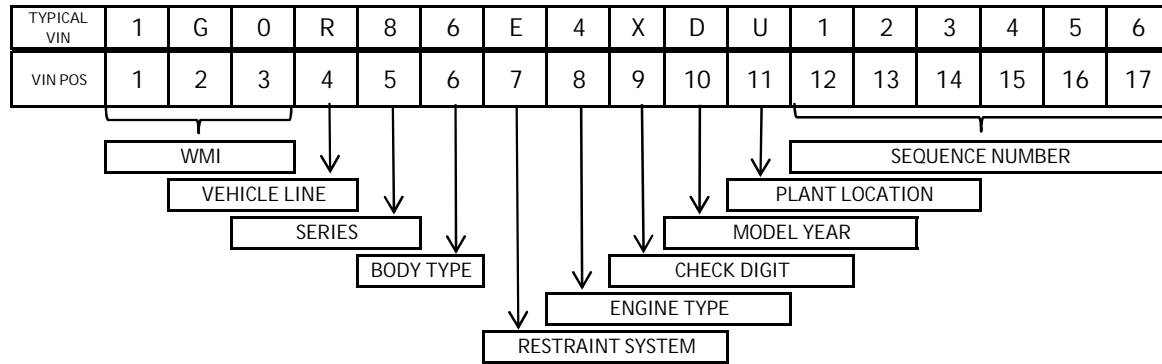 TYPICAL VIN 1 G 0 R 8 6 E 4 X D U 1 2 3 4 5 6
VIN POS 1 2 3 4 5 6 7 8 9 10 11 12 13 14 15 16 17
WMI SEQUENCE NUMBER
VEHICLE LINE PLANT LOCATION
SERIES MODEL YEAR
BODY TYPE CHECK DIGIT
ENGINE TYPE
RESTRAINT SYSTEM